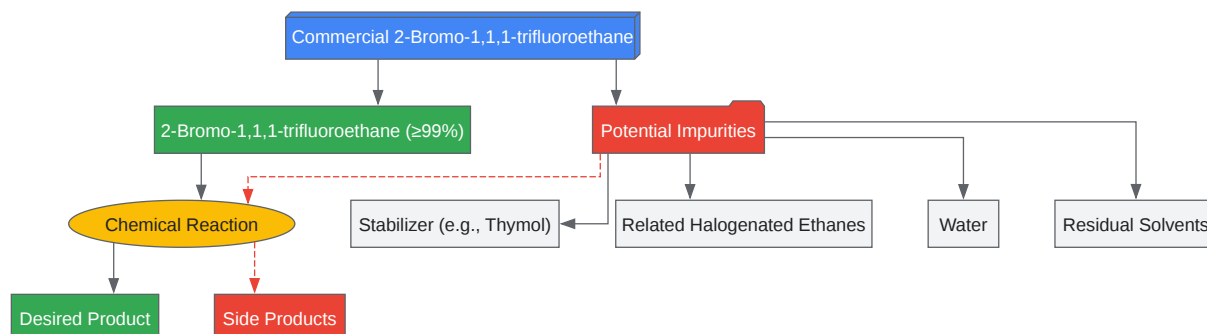 Commercial 2-Bromo-1,1,1-trifluoroethane
2-Bromo-1,1,1-trifluoroethane (≥99%)
Potential Impurities
Chemical Reaction
Stabilizer (e.g., Thymol)
Related Halogenated Ethanes
Water
Residual Solvents
Desired Product
Side Products